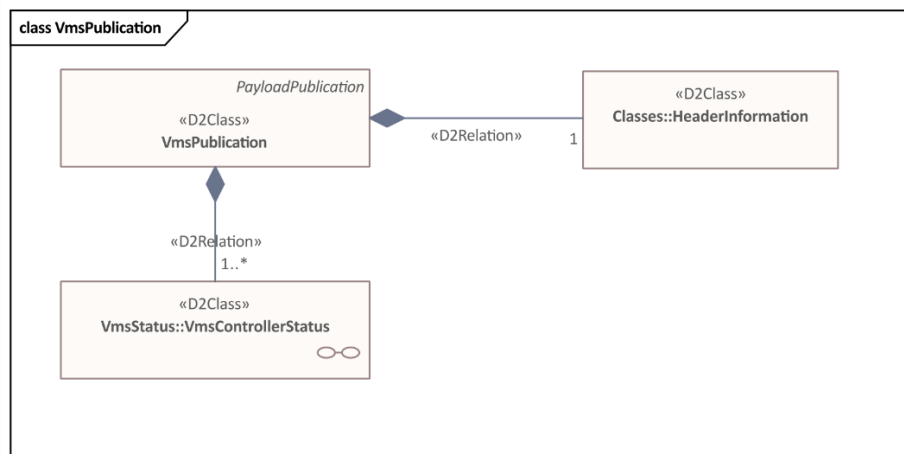 class VmsPublication
PayloadPublication
«D2Class»
VmsPublication
«D2Class»
Classes::HeaderInformation
«D2Relation»
1
«D2Relation»
1..*
«D2Class»
VmsStatus::VmsControllerStatus